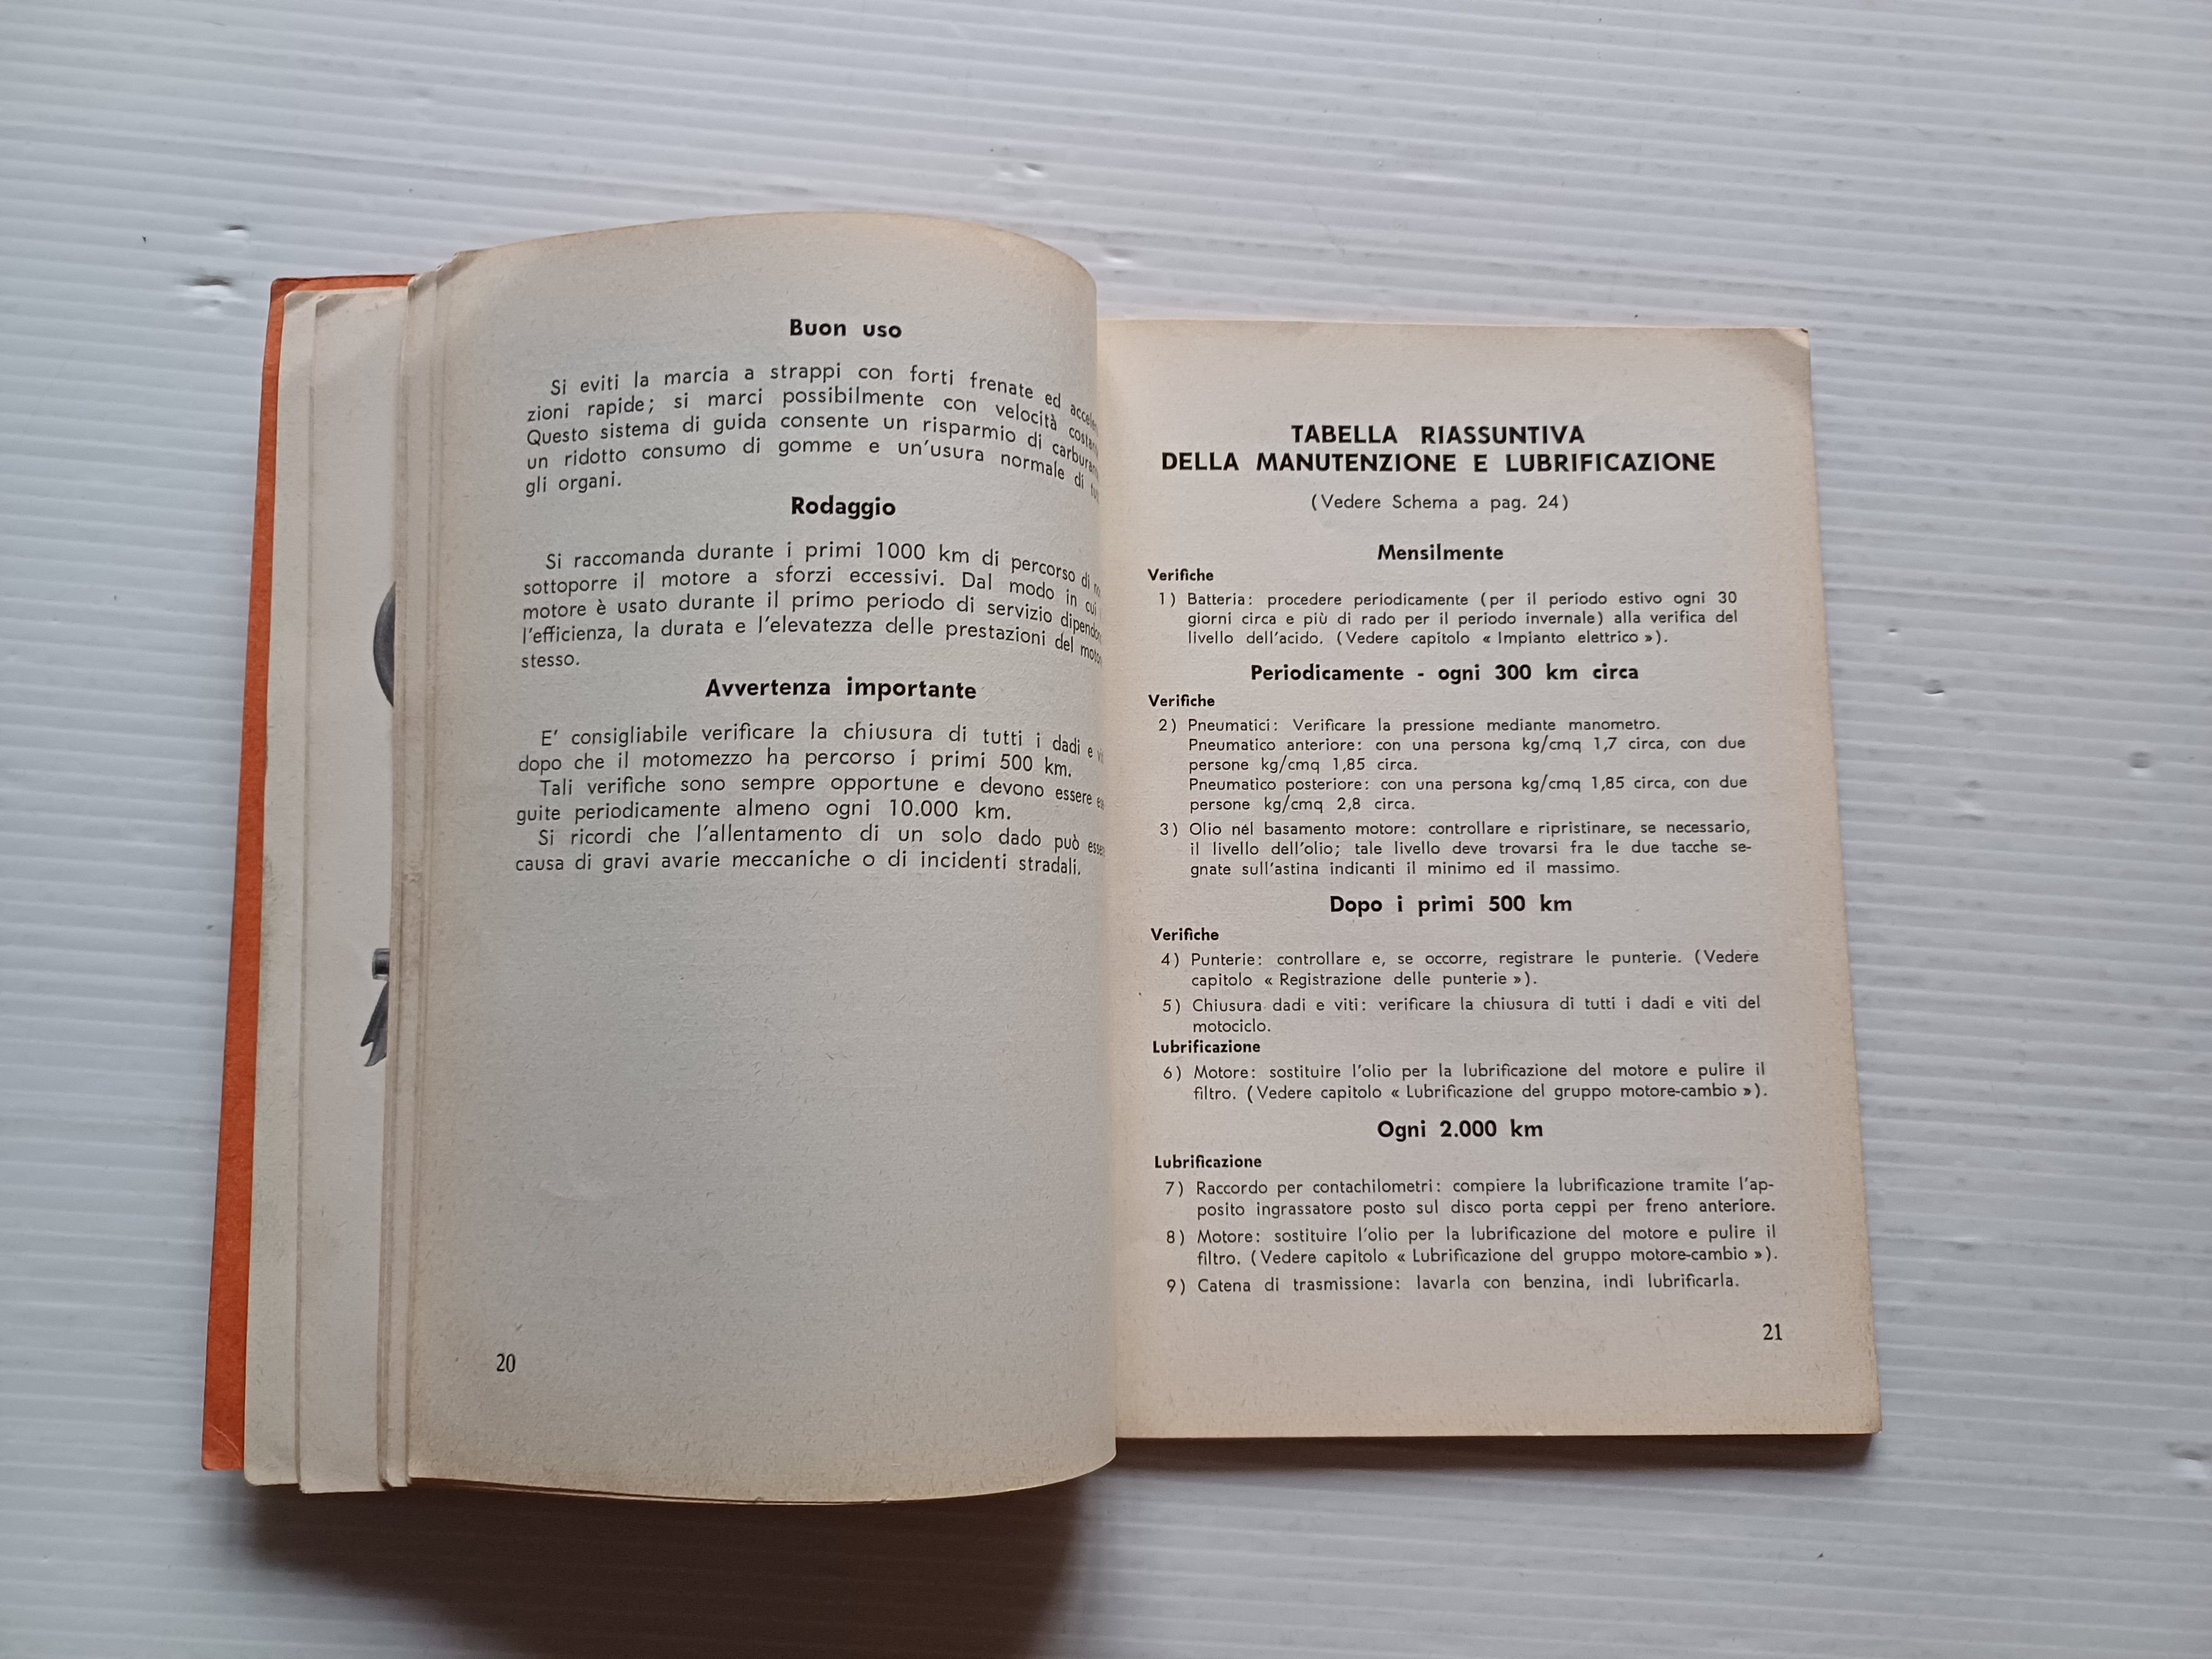 Buon uso
Si eviti la marcia a strappi con forti frenate ed
zioni rapide; si marci possibilmente con velocità
Questo sistema di guida consente un risparmio di
un ridotto consumo di gomme e un'usura normale di
gli organi.
Rodaggio
Si raccomanda durante i primi 1000 km di percorso di
sottoporre il motore a sforzi eccessivi. Dal modo in cui
motore è usato durante il primo periodo di servizio
l'efficienza, la durata e l'elevatezza delle prestazioni del
stesso.
Avvertenza importante
E' consigliabile verificare la chiusura di tutti i dadi e
dopo che il motomezzo ha percorso i primi 500 km.
Tali verifiche sono sempre opportune e devono essere
guite periodicamente almeno ogni 10.000 km.
Si ricordi che l'allentamento di un solo dado può
causa di gravi avarie meccaniche o di incidenti stradali.
20
TABELLA RIASSUNTIVA
DELLA MANUTENZIONE E LUBRIFICAZIONE
(Vedere Schema a pag. 24)
Mensilmente
Verifiche
1) Batteria: procedere periodicamente (per il periodo estivo ogni 30
giorni circa e più di rado per il periodo invernale) alla verifica del
livello dell'acido. (Vedere capitolo « Impianto elettrico »).
Periodicamente - ogni 300 km circa
Verifiche
2) Pneumatici: Verificare la pressione mediante manometro.
Pneumatico anteriore: con una persona kg/cmq 1,7 circa, con due
persone kg/cmq 1,85 circa.
Pneumatico posteriore: con una persona kg/cmq 1,85 circa, con due
persone kg/cmq 2,8 circa.
3) Olio nel basamento motore: controllare e ripristinare, se necessario,
il livello dell'olio; tale livello deve trovarsi fra le due tacche se-
gnate sull'astina indicanti il minimo ed il massimo.
Dopo i primi 500 km
Verifiche
4) Punterie: controllare e, se occorre, registrare le punterie. (Vedere
capitolo « Registrazione delle punterie »).
5) Chiusura dadi e viti: verificare la chiusura di tutti i dadi e viti del
motociclo.
Lubrificazione
6) Motore: sostituire l'olio per la lubrificazione del motore e pulire il
filtro. (Vedere capitolo « Lubrificazione del gruppo motore-cambio »).
Ogni 2.000 km
Lubrificazione
7) Raccordo per contachilometri: compiere la lubrificazione tramite l'ap-
posito ingrassatore posto sul disco porta ceppi per freno anteriore.
8) Motore: sostituire l'olio per la lubrificazione del motore e pulire il
filtro. (Vedere capitolo « Lubrificazione del gruppo motore-cambio »).
9) Catena di trasmissione: lavarla con benzina, indi lubrificarla.
21